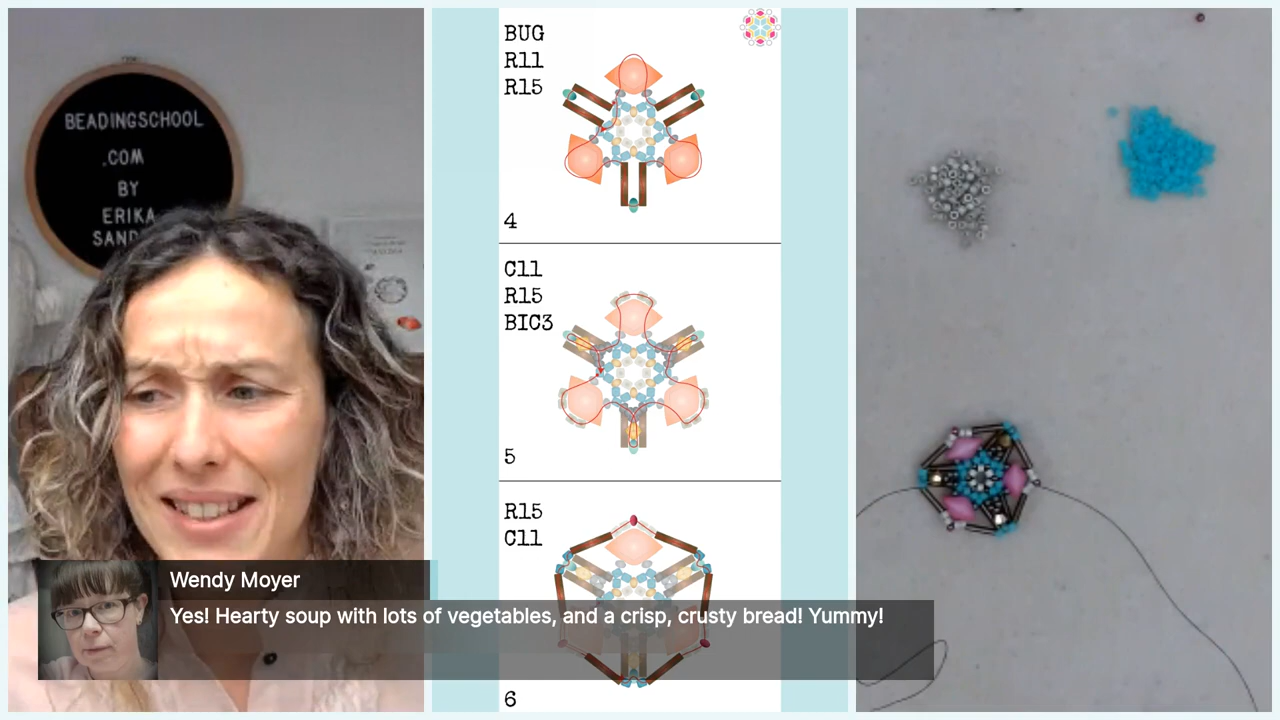 BEADINGSCHOOL
.COM
BY
ERIKA
BUG
R11
R15
4
C11
R15
BIC3
5
R15
C11
6
Wendy Moyer
Yes! Hearty soup with lots of vegetables, and a crisp, crusty bread! Yummy!